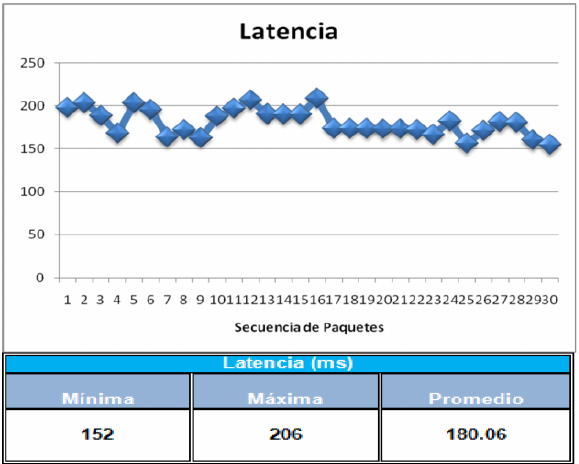 Latencia
250
200
150
100
50
0
1 2 3 4 5 6 7 8 9 10 11 12 13 14 15 16 17 18 19 20 21 22 23 24 25 26 27 28 29 30
Secuencia de Paquetes
Latencia (ms)
Mínima Máxima Promedio
152 206 180.06